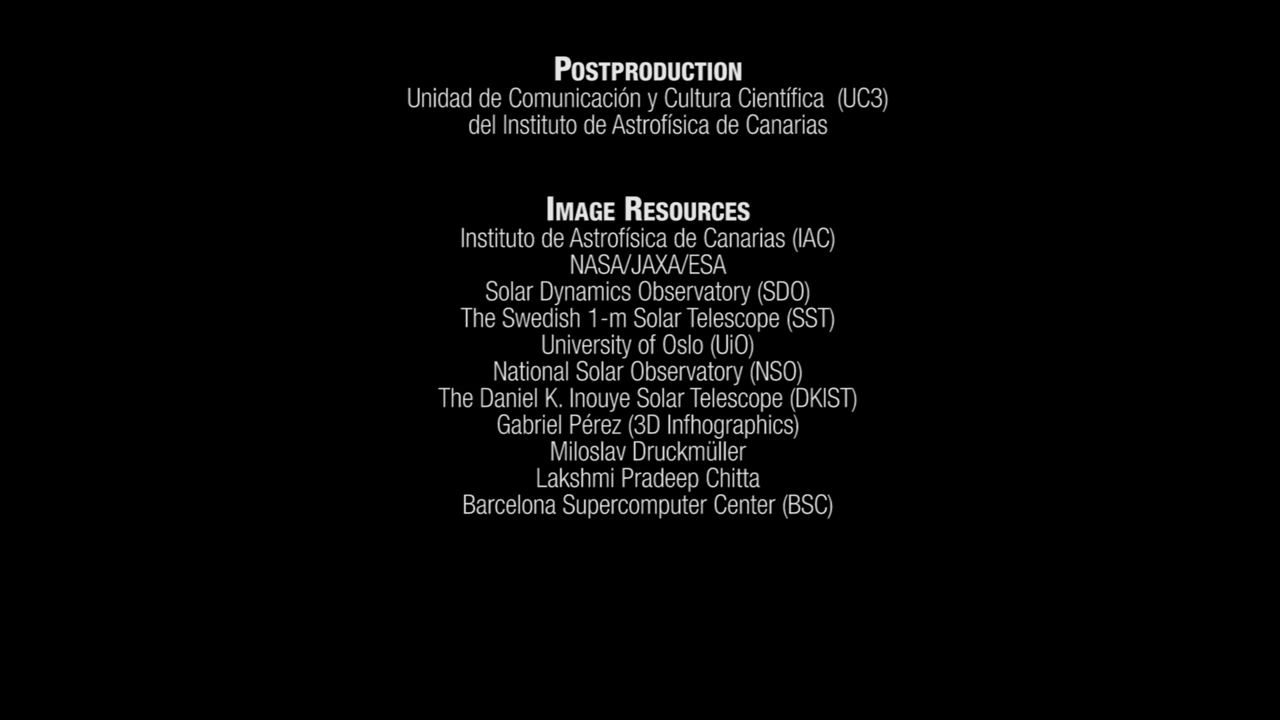 POSTPRODUCTION
Unidad de Comunicación y Cultura Científica (UC3)
del Instituto de Astrofísica de Canarias
IMAGE RESOURCES
Instituto de Astrofísica de Canarias (IAC)
NASA/JAXA/ESA
Solar Dynamics Observatory (SDO)
The Swedish 1-m Solar Telescope (SST)
University of Oslo (UiO)
National Solar Observatory (NSO)
The Daniel K. Inouye Solar Telescope (DKIST)
Gabriel Pérez (3D Infhographics)
Miloslav Druckmüller
Lakshmi Pradeep Chitta
Barcelona Supercomputer Center (BSC)